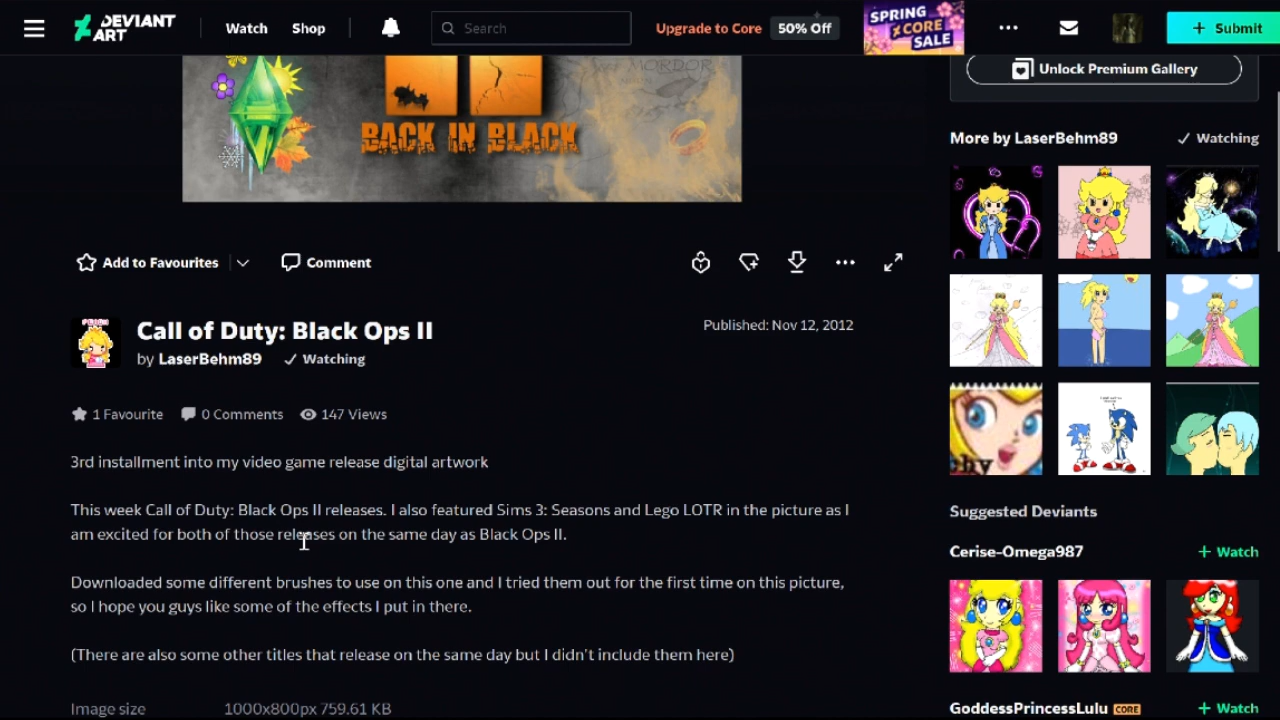 DEVIANT ART
Watch
Shop
Search
Upgrade to Core
50% Off
SPRING CORE SALE
+ Submit
Unlock Premium Gallery
MORDOR
BACK IN BLACK
More by LaserBehm89
Watching
Add to Favourites
Comment
PEACH
Call of Duty: Black Ops II
Published: Nov 12, 2012
by LaserBehm89
Watching
1 Favourite
0 Comments
147 Views
3rd installment into my video game release digital artwork
This week Call of Duty: Black Ops II releases. I also featured Sims 3: Seasons and Lego LOTR in the picture as I
am excited for both of those releases on the same day as Black Ops II.
Downloaded some different brushes to use on this one and I tried them out for the first time on this picture,
so I hope you guys like some of the effects I put in there.
(There are also some other titles that release on the same day but I didn't include them here)
Image size
1000x800px 759.61 KB
Suggested Deviants
Cerise-Omega987
+ Watch
GoddessPrincessLulu CORE
+ Watch